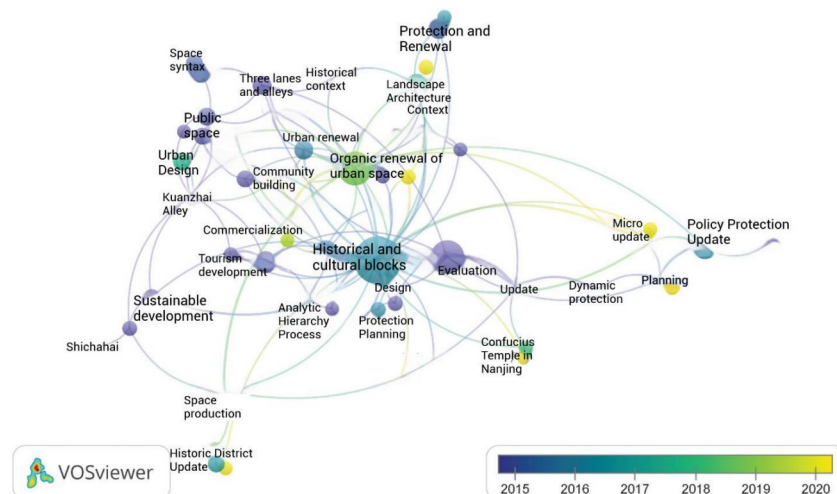 Protection and
Renewal
Space
syntax
Three lanes
and alleys
Historical
context
Landscape
Architecture
Context
Public
space
Urban renewal
Urban
Design
Organic renewal of
urban space
Community
building
Kuanzhai
Alley
Commercialization
Micro
update
Policy Protection
Update
Historical and
cultural blocks
Tourism
development
Evaluation
Planning
Design
Update
Dynamic
protection
Sustainable
development
Analytic
Hierarchy
Process
Protection
Planning
Shichahai
Confucius
Temple in
Nanjing
Space
production
Historic District
Update
VOSviewer
2015 2016 2017 2018 2019 2020